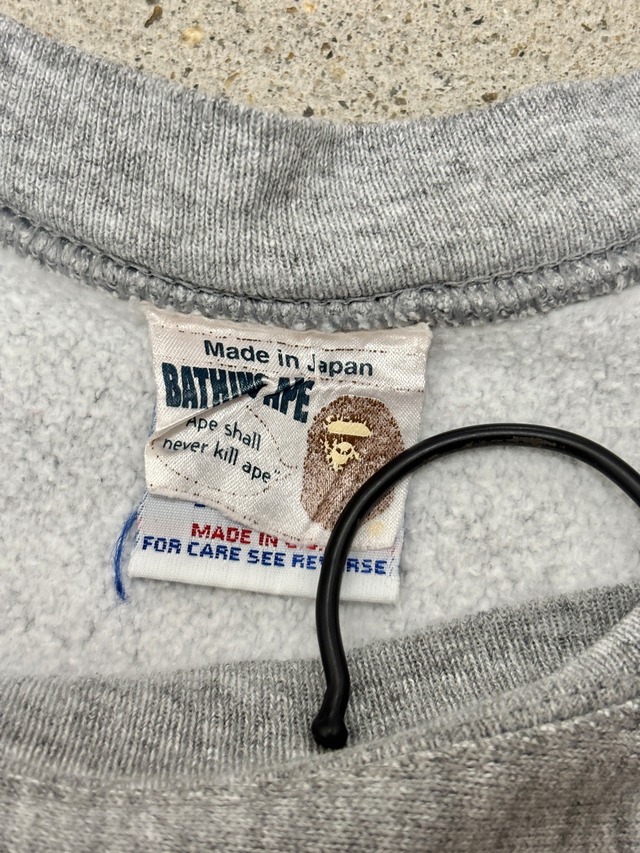 Made in Japan
BATHING APE
"Ape shall
never kill ape"
MADE IN
FOR CARE SEE REVERSE